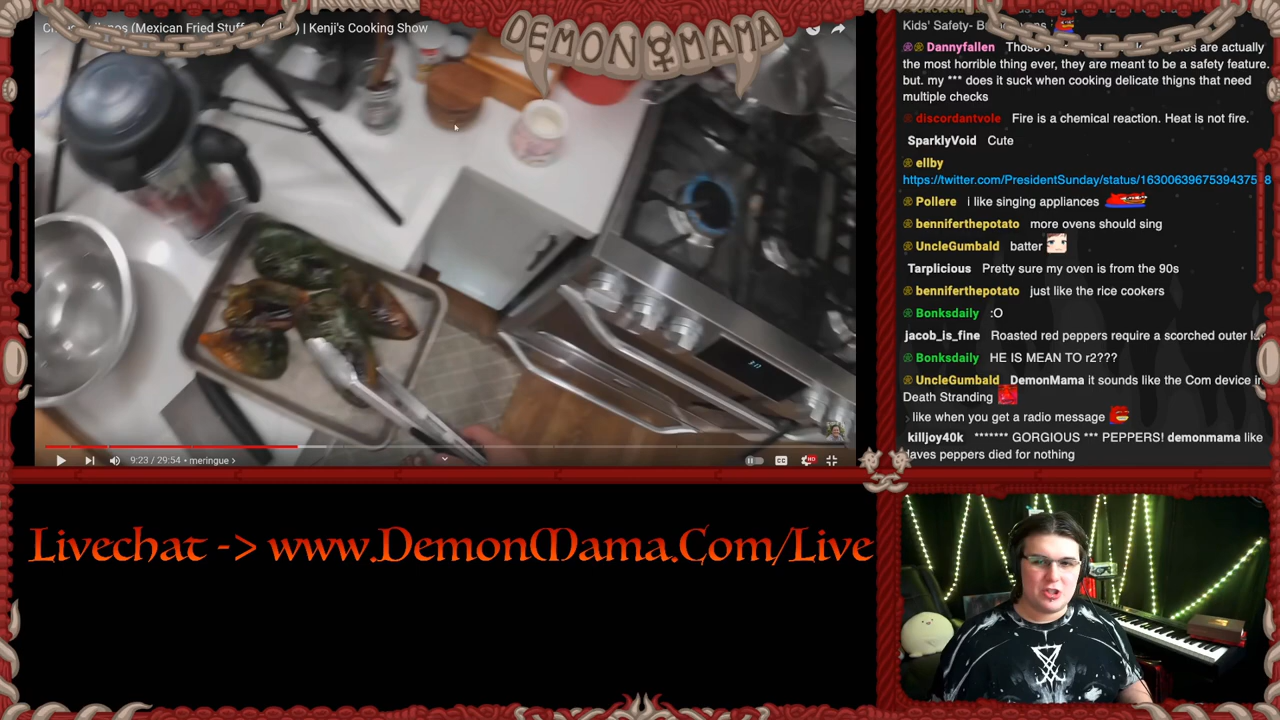 (Mexican Fried Stuff
| Kenji's Cooking Show
DEMON MAMA
9:23 / 29:54 • meringue ›
CC
HD
Kids' Safety-
Dannyfallen Those are actually
the most horrible thing ever, they are meant to be a safety feature.
but. my *** does it suck when cooking delicate thigns that need
multiple checks
discordantvole Fire is a chemical reaction. Heat is not fire.
SparklyVoid Cute
ellby
https://twitter.com/PresidentSunday/status/16300639675394375
Pollere i like singing appliances
benniferthepotato more ovens should sing
UncleGumbald batter
Tarplicious Pretty sure my oven is from the 90s
benniferthepotato just like the rice cookers
Bonksdaily :O
jacob_is_fine Roasted red peppers require a scorched outer
Bonksdaily HE IS MEAN TO r2???
UncleGumbald DemonMama it sounds like the Com device in
Death Stranding
like when you get a radio message
killjoy40k ******* GORGIOUS *** PEPPERS! demonmama like
peppers died for nothing
Livechat -> www.DemonMama.Com/Live